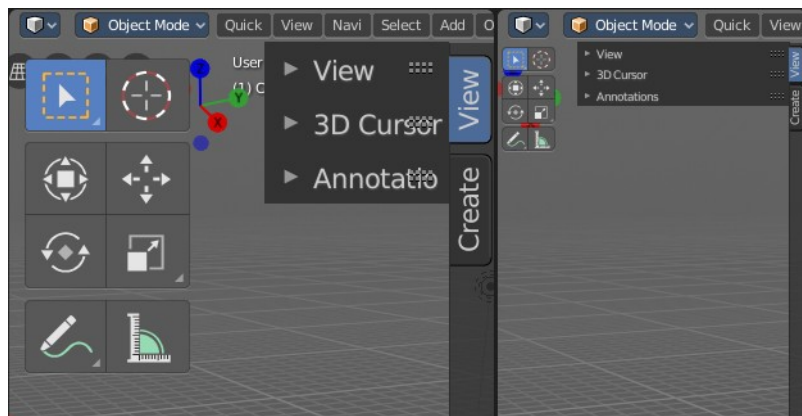 Object Mode Quick View Navi Select Add O
User
(1) C
View
3D Cursor
Annotatio
View
Create
Z
Y
X
Object Mode Quick View
View
3D Cursor
Annotations
View
Create